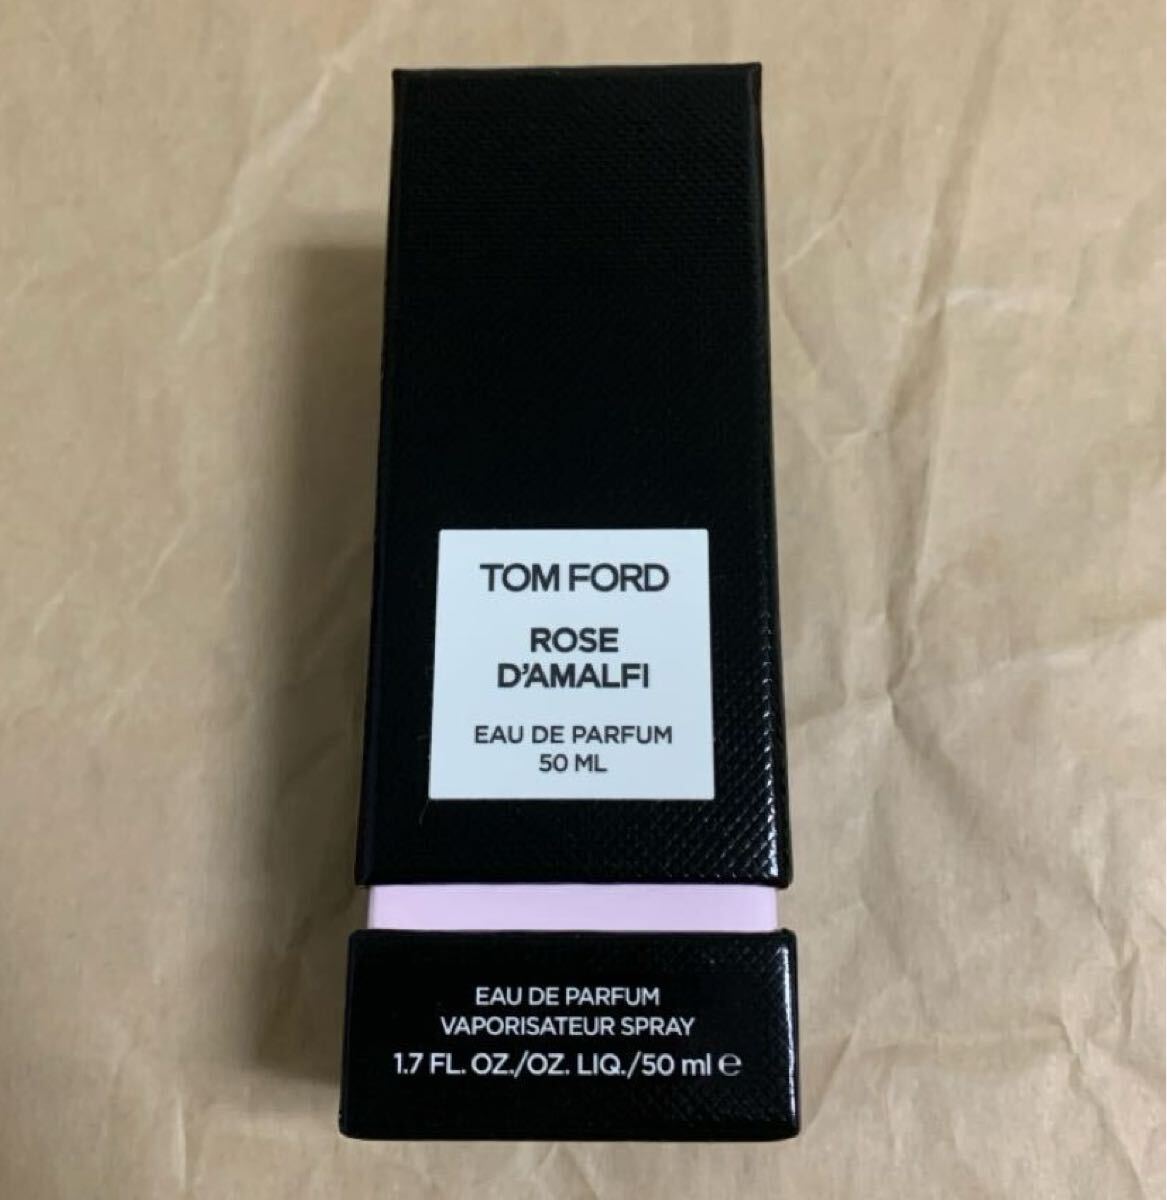 TOM FORD
ROSE
D'AMALFI
EAU DE PARFUM
50 ML
EAU DE PARFUM
VAPORISATEUR SPRAY
1.7 FL. OZ./OZ. LIQ./50 ml ℮